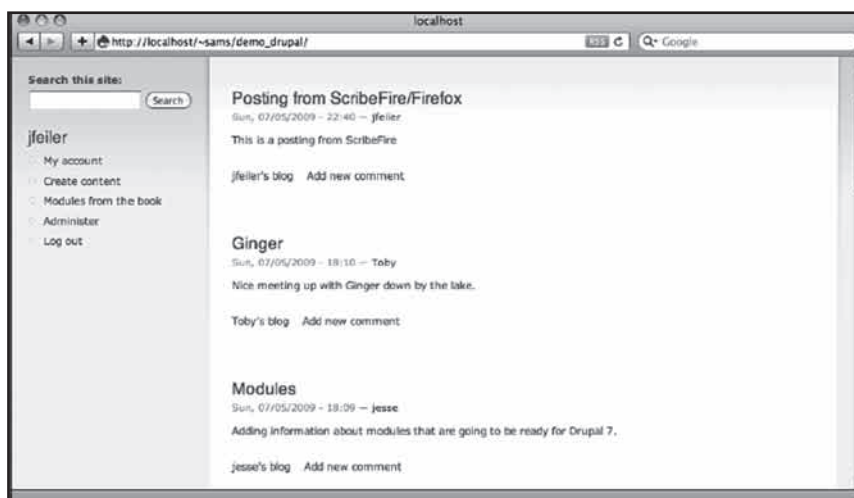 localhost
http://localhost/~sams/demo_drupal/
RSS
Google
Search this site:
Search
jfeiler
My account
Create content
Modules from the book
Administer
Log out
Posting from ScribeFire/Firefox
Sun, 07/05/2009 - 22:40 — jfeiler
This is a posting from ScribeFire
jfeiler's blog Add new comment
Ginger
Sun, 07/05/2009 - 18:10 — Toby
Nice meeting up with Ginger down by the lake.
Toby's blog Add new comment
Modules
Sun, 07/05/2009 - 18:09 — jesse
Adding information about modules that are going to be ready for Drupal 7.
jesse's blog Add new comment